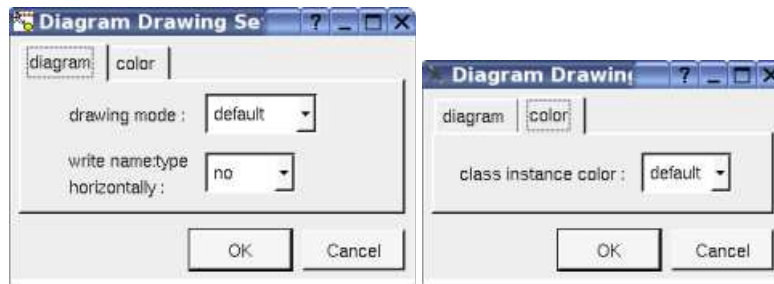 Diagram Drawing Se
diagram color
drawing mode : default
write name:type
horizontally : no
OK Cancel
Diagram Drawing
diagram color
class instance color : default
OK Cancel